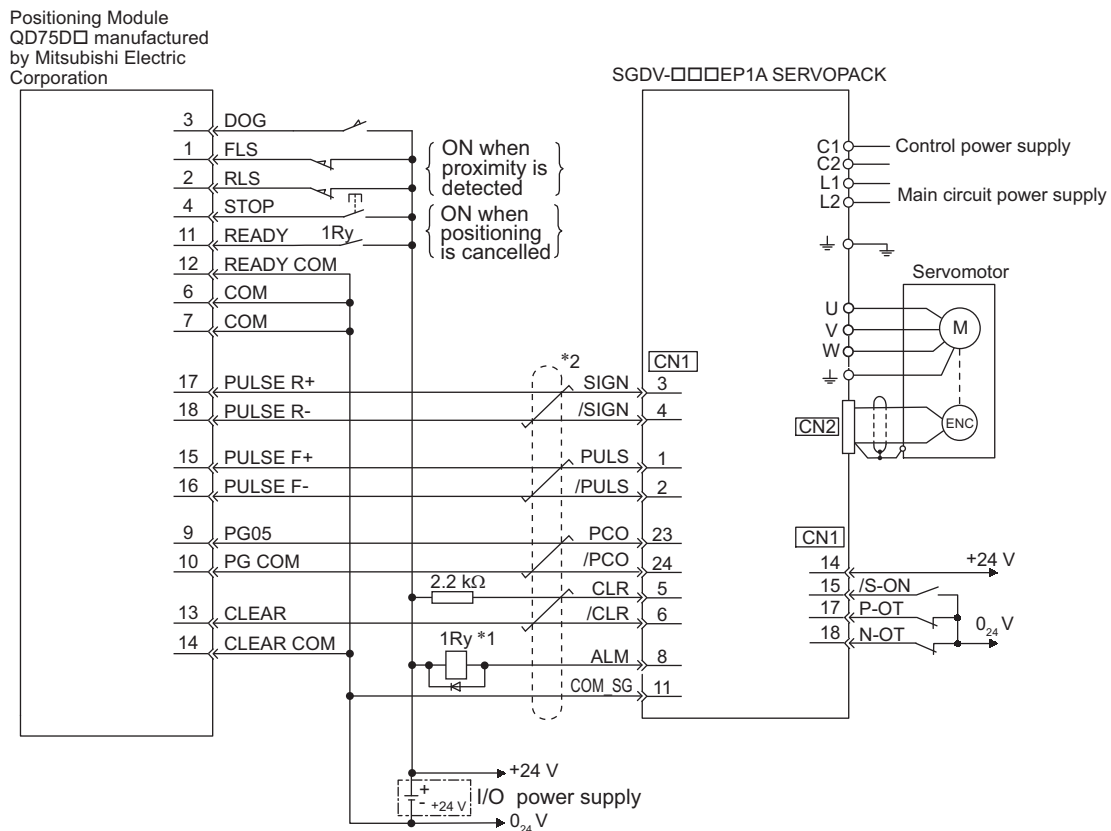 Positioning Module
QD75D□ manufactured
by Mitsubishi Electric
Corporation
SGDV-□□□EP1A SERVOPACK
3 DOG
1 FLS
2 RLS
4 STOP
11 READY 1Ry
12 READY COM
6 COM
7 COM
ON when
proximity is
detected
ON when
positioning
is cancelled
C1 Control power supply
C2
L1 Main circuit power supply
L2
Servomotor
U
V
W
M
CN2
ENC
*2
CN1
17 PULSE R+ SIGN 3
18 PULSE R- /SIGN 4
15 PULSE F+ PULS 1
16 PULSE F- /PULS 2
9 PG05 PCO 23
10 PG COM /PCO 24
2.2 kΩ CLR 5
13 CLEAR /CLR 6
14 CLEAR COM
1Ry *1 ALM 8
COM_SG 11
CN1
14 +24 V
15 /S-ON
17 P-OT
18 N-OT
0₂₄ V
+24 V
+
- +24 V
I/O power supply
0₂₄ V